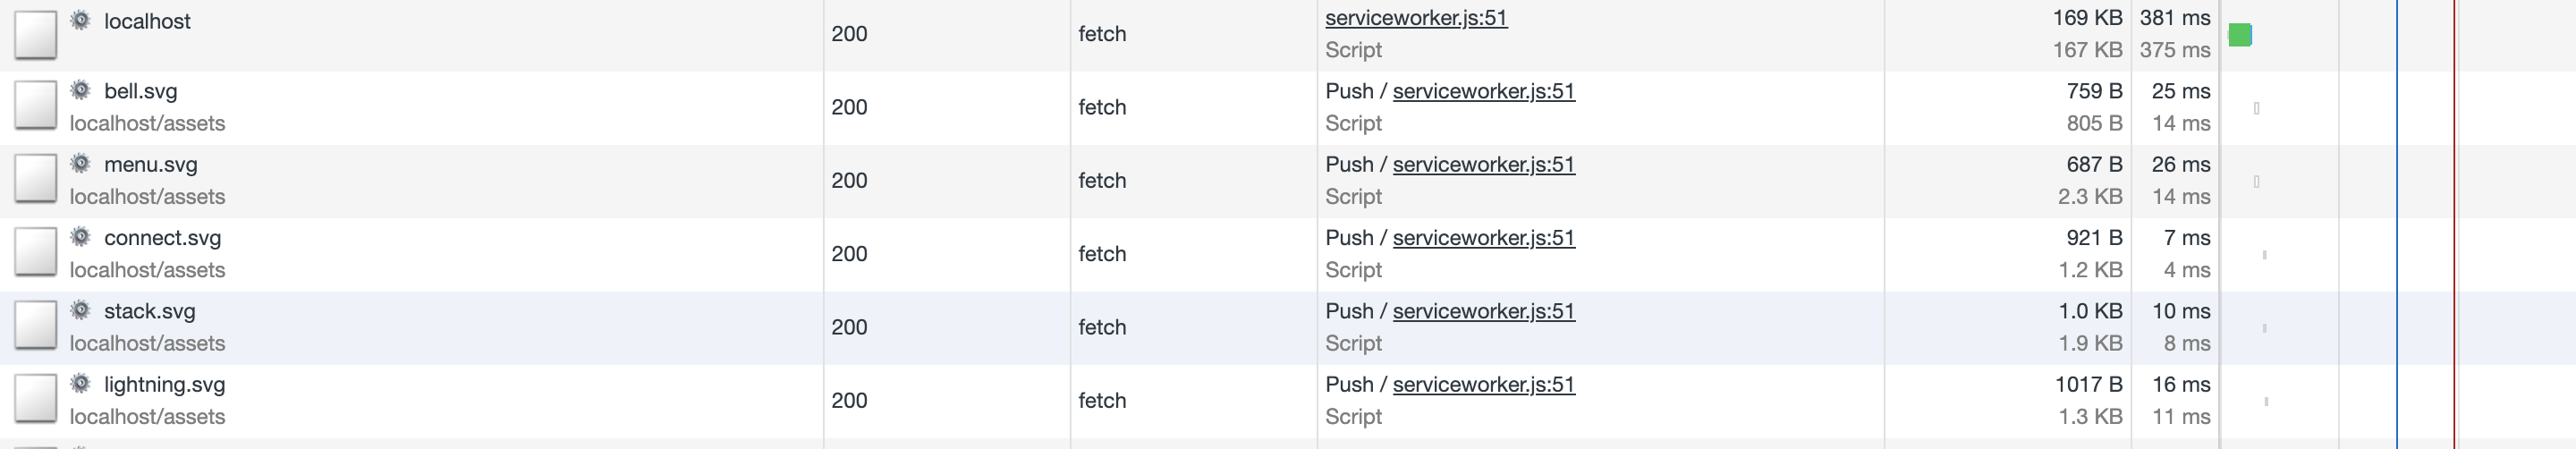 localhost 200 fetch serviceworker.js:51 169 KB 381 ms
Script 167 KB 375 ms
bell.svg 200 fetch Push / serviceworker.js:51 759 B 25 ms
localhost/assets Script 805 B 14 ms
menu.svg 200 fetch Push / serviceworker.js:51 687 B 26 ms
localhost/assets Script 2.3 KB 14 ms
connect.svg 200 fetch Push / serviceworker.js:51 921 B 7 ms
localhost/assets Script 1.2 KB 4 ms
stack.svg 200 fetch Push / serviceworker.js:51 1.0 KB 10 ms
localhost/assets Script 1.9 KB 8 ms
lightning.svg 200 fetch Push / serviceworker.js:51 1017 B 16 ms
localhost/assets Script 1.3 KB 11 ms